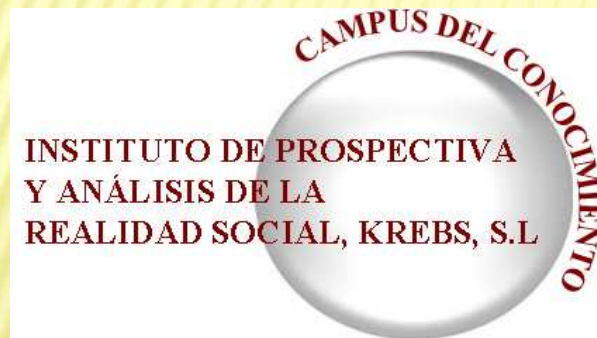 CAMPUS DEL CONOCIMIENTO
INSTITUTO DE PROSPECTIVA
Y ANÁLISIS DE LA
REALIDAD SOCIAL, KREBS, S.L